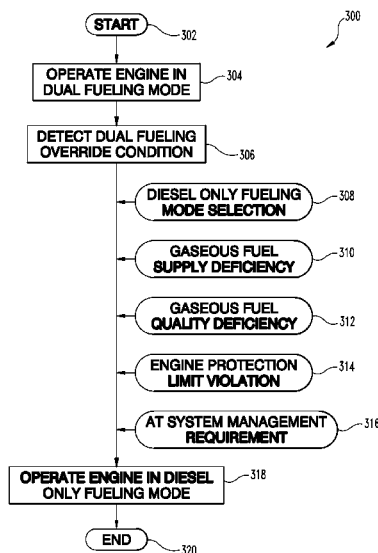 START
302
300
OPERATE ENGINE IN
DUAL FUELING MODE
304
DETECT DUAL FUELING
OVERRIDE CONDITION
306
DIESEL ONLY FUELING
MODE SELECTION
308
GASEOUS FUEL
SUPPLY DEFICIENCY
310
GASEOUS FUEL
QUALITY DEFICIENCY
312
ENGINE PROTECTION
LIMIT VIOLATION
314
AT SYSTEM MANAGEMENT
REQUIREMENT
316
OPERATE ENGINE IN DIESEL
ONLY FUELING MODE
318
END
320